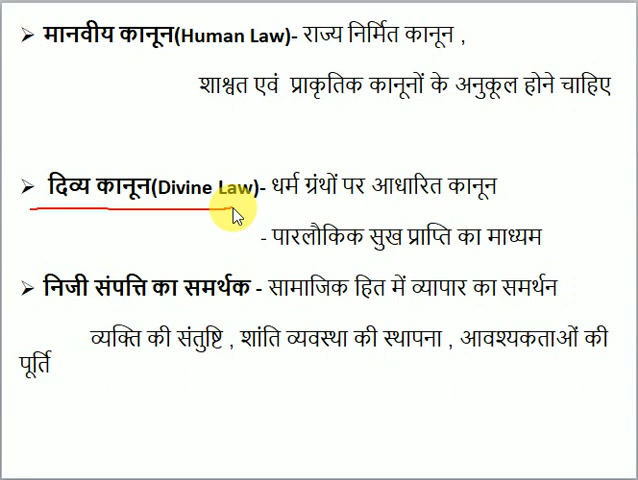 ➢ मानवीय कानून(Human Law)- राज्य निर्मित कानून ,
शाश्वत एवं प्राकृतिक कानूनों के अनुकूल होने चाहिए
➢ दिव्य कानून(Divine Law)- धर्म ग्रंथों पर आधारित कानून
- पारलौकिक सुख प्राप्ति का माध्यम
➢ निजी संपत्ति का समर्थक - सामाजिक हित में व्यापार का समर्थन
व्यक्ति की संतुष्टि , शांति व्यवस्था की स्थापना , आवश्यकताओं की
पूर्ति